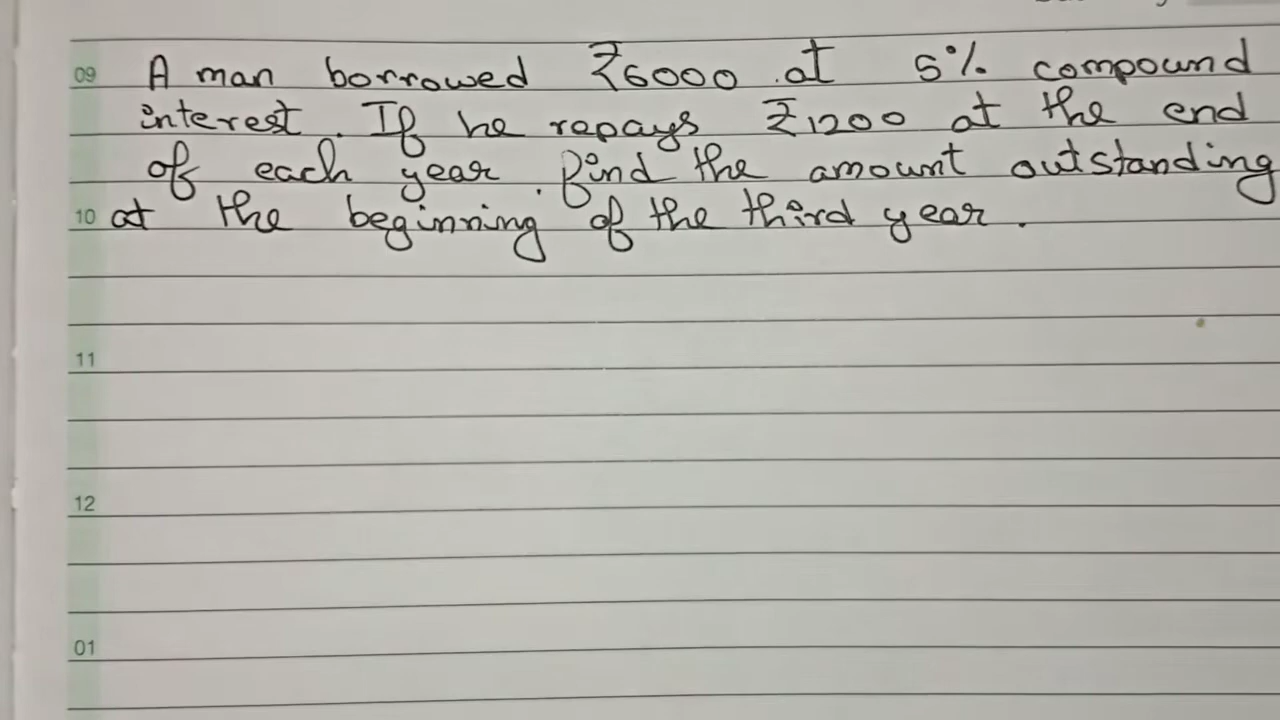 09 A man borrowed ₹6000 at 5% compound
interest. If he repays ₹1200 at the end
of each year. Find the amount outstanding
10 at the beginning of the third year.
11
12
01